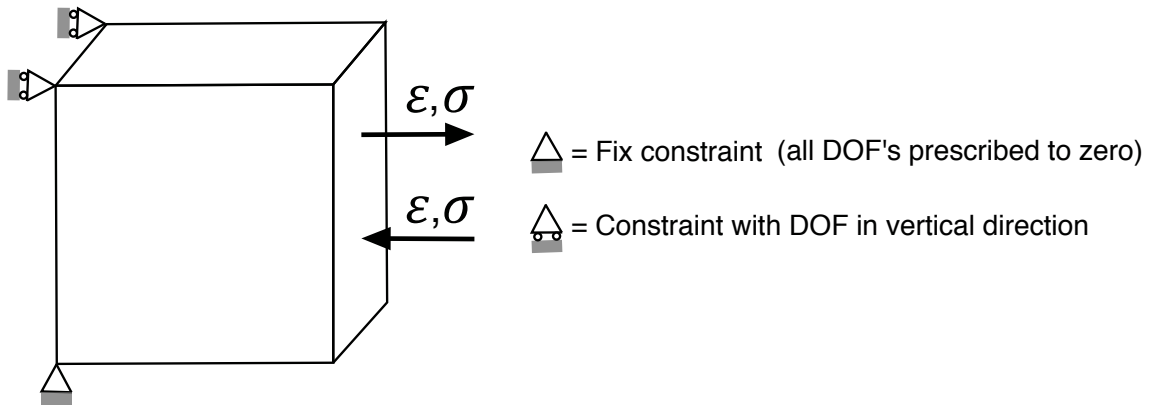 ε,σ
= Fix constraint (all DOF's prescribed to zero)
ε,σ
= Constraint with DOF in vertical direction